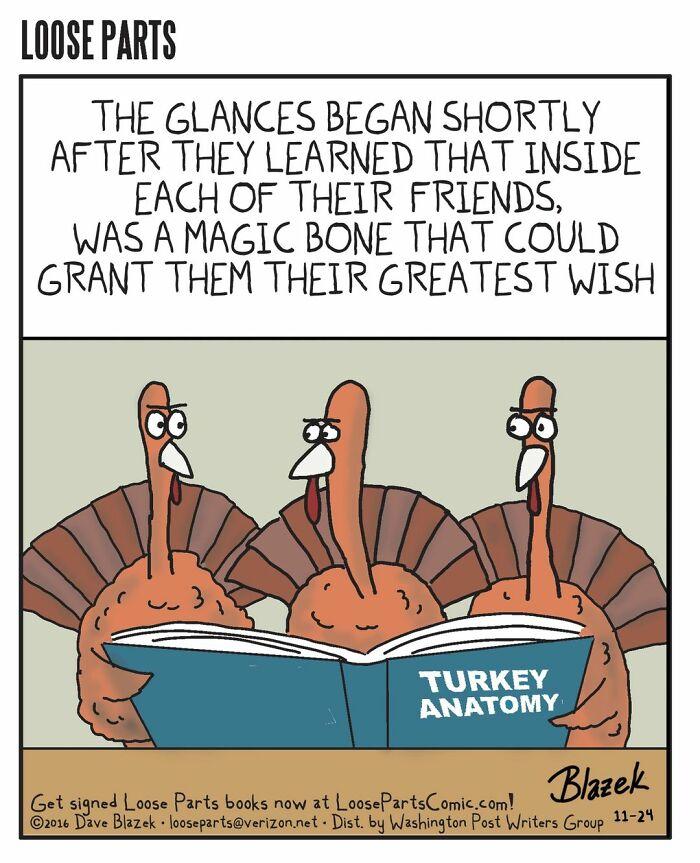 LOOSE PARTS
THE GLANCES BEGAN SHORTLY
AFTER THEY LEARNED THAT INSIDE
EACH OF THEIR FRIENDS,
WAS A MAGIC BONE THAT COULD
GRANT THEM THEIR GREATEST WISH
TURKEY
ANATOMY
Blazek
11-24
Get signed Loose Parts books now at LoosePartsComic.com!
©2016 Dave Blazek • looseparts@verizon.net • Dist. by Washington Post Writers Group